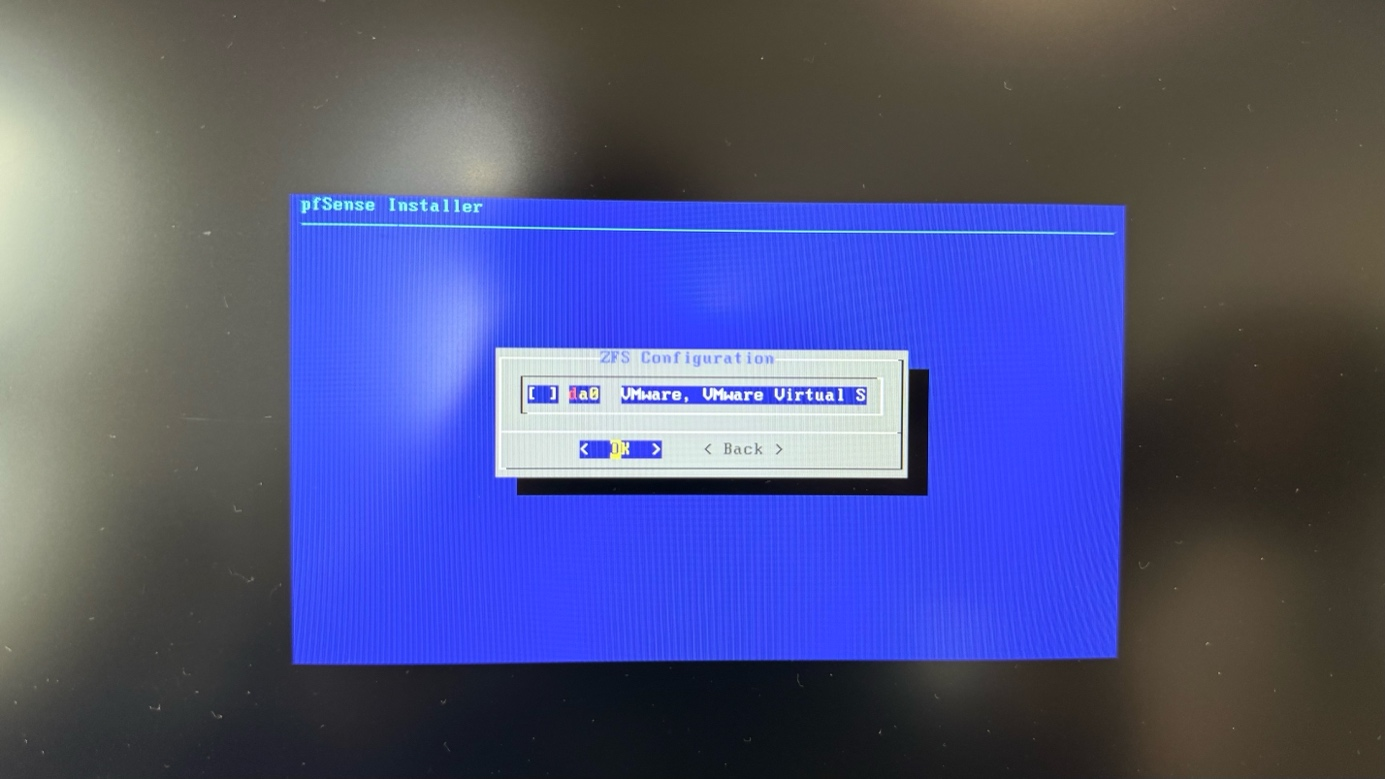 pfSense Installer
ZFS Configuration
[ ] da0 VMware, VMware Virtual S
< OK > < Back >